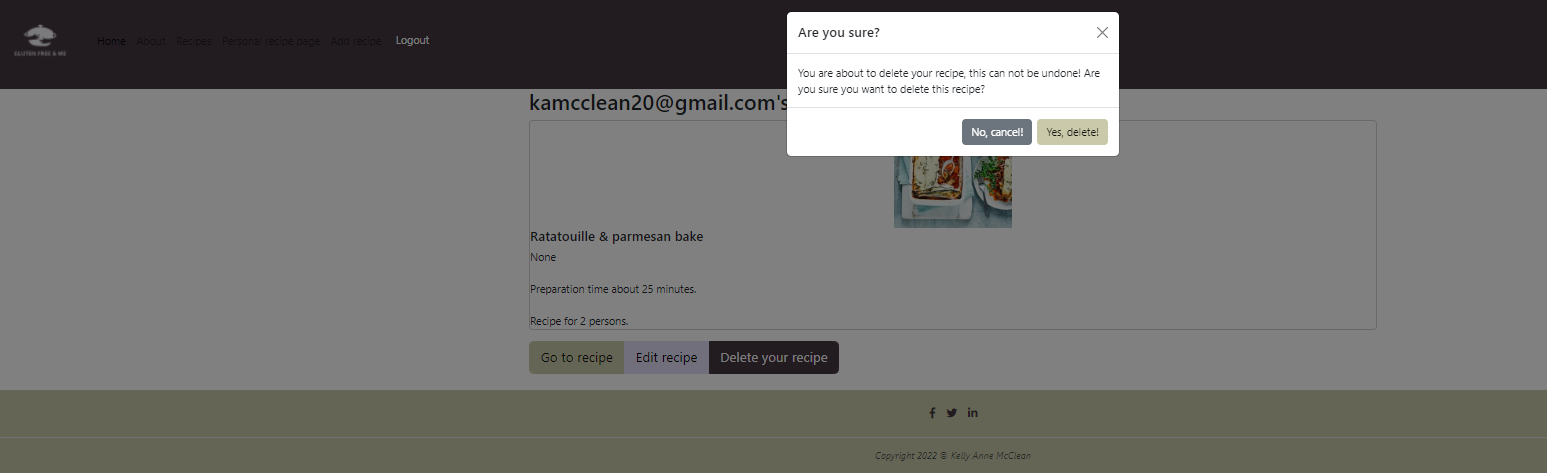 GLUTEN FREE & ME
Home About Recipes Personal recipe page Add recipe Logout
Are you sure?
You are about to delete your recipe, this can not be undone! Are
you sure you want to delete this recipe?
No, cancel! Yes, delete!
kamcclean20@gmail.com's
Ratatouille & parmesan bake
None
Preparation time about 25 minutes.
Recipe for 2 persons.
Go to recipe Edit recipe Delete your recipe
Copyright 2022 © Kelly Anne McClean